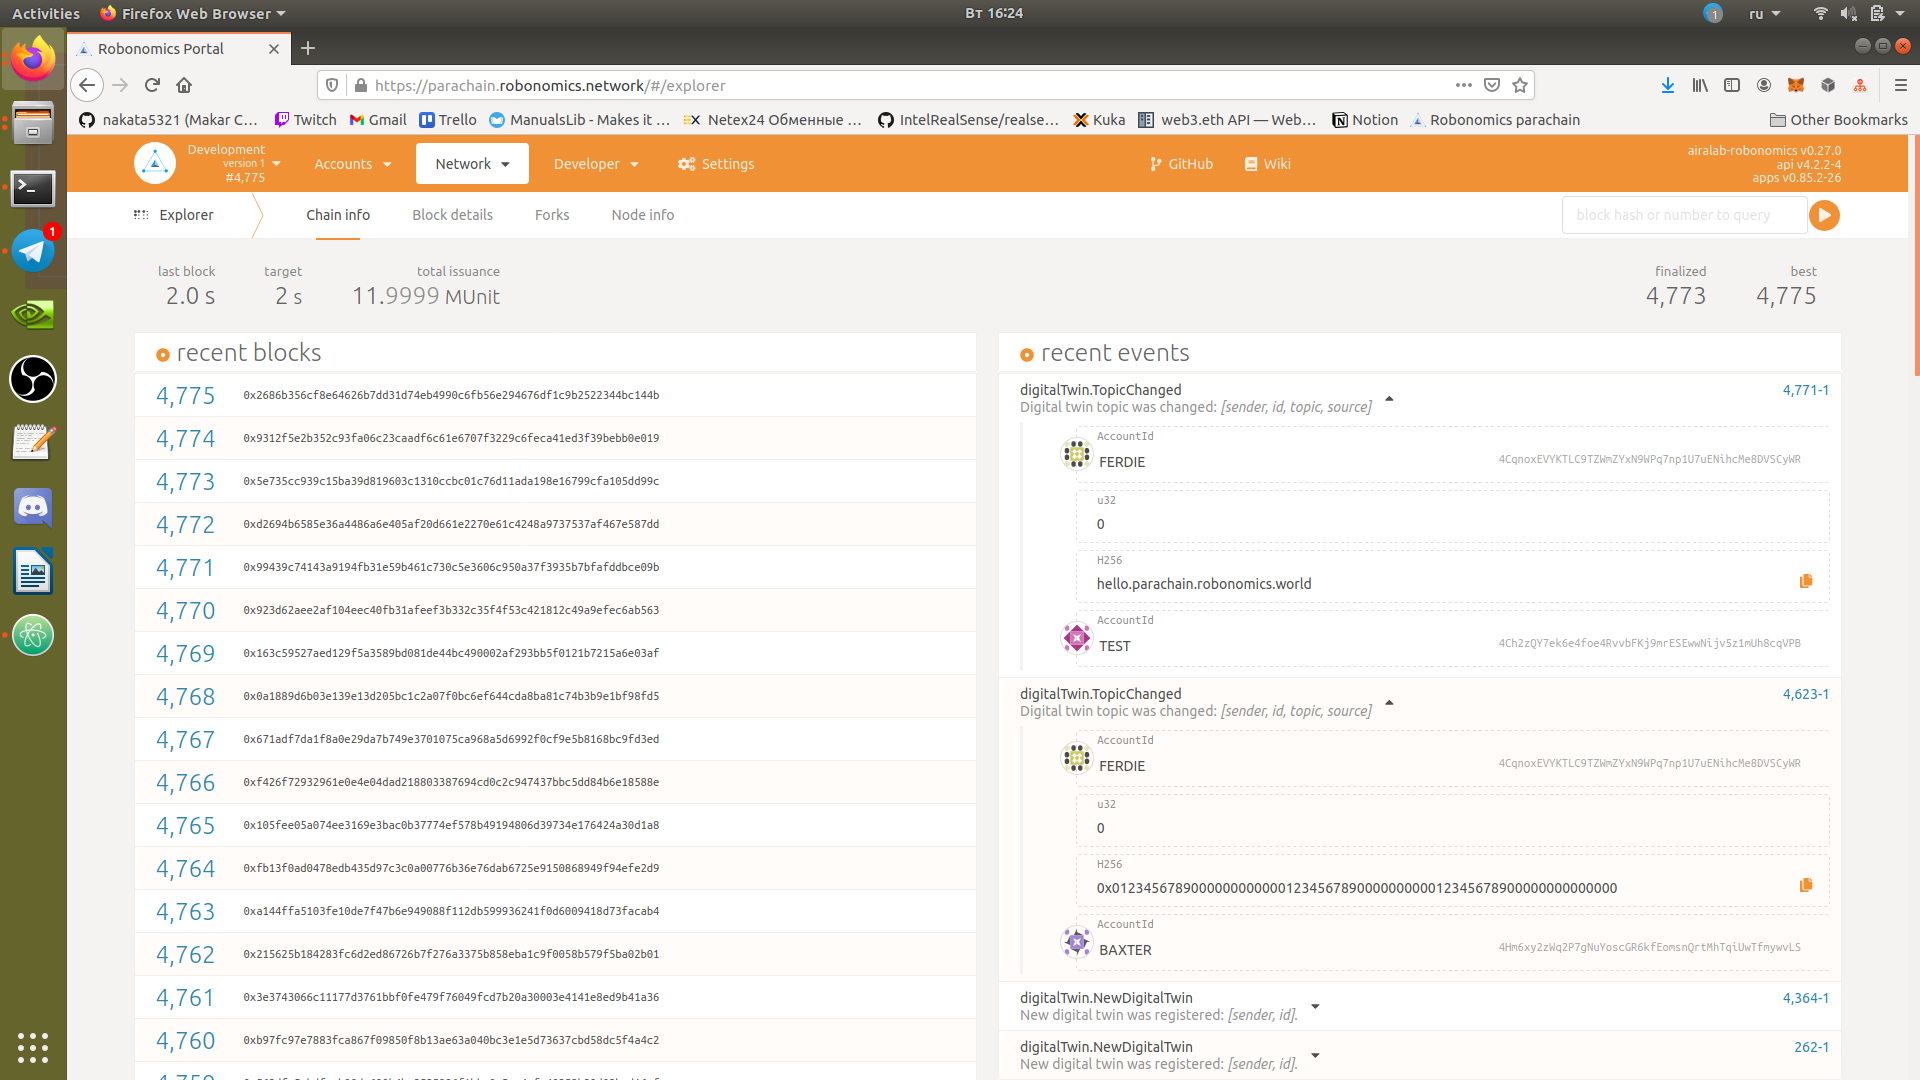 Activities
Firefox Web Browser
Вт 16:24
1
ru
Robonomics Portal
https://parachain.robonomics.network/#/explorer
nakata5321 (Makar C…
Twitch
Gmail
Trello
ManualsLib - Makes it …
Netex24 Обменные …
IntelRealSense/realse…
Kuka
web3.eth API — Web…
Notion
Robonomics parachain
Other Bookmarks
Development
version 1
#4,775
Accounts
Network
Developer
Settings
GitHub
Wiki
airalab-robonomics v0.27.0
api v4.2.2-4
apps v0.85.2-26
Explorer
Chain info
Block details
Forks
Node info
block hash or number to query
1
last block
2.0 s
target
2 s
total issuance
11.9999 MUnit
finalized
4,773
best
4,775
recent blocks
4,775 0x2686b356cf8e64626b7dd31d74eb4990c6fb56e294676df1c9b2522344bc144b
4,774 0x9312f5e2b352c93fa06c23caadf6c61e6707f3229c6feca41ed3f39bebb0e019
4,773 0x5e735cc939c15ba39d819603c1310ccbc01c76d11ada198e16799cfa105dd99c
4,772 0xd2694b6585e36a4486a6e405af20d661e2270e61c4248a9737537af467e587dd
4,771 0x99439c74143a9194fb31e59b461c730c5e3606c950a37f3935b7bfafddbce09b
4,770 0x923d62aee2af104eec40fb31afeef3b332c35f4f53c421812c49a9efec6ab563
4,769 0x163c59527aed129f5a3589bd081de44bc490002af293bb5f0121b7215a6e03af
4,768 0x0a1889d6b03e139e13d205bc1c2a07f0bc6ef644cda8ba81c74b3b9e1bf98fd5
4,767 0x671adf7da1f8a0e29da7b749e3701075ca968a5d6992f0cf9e5b8168bc9fd3ed
4,766 0xf426f72932961e0e4e04dad218803387694cd0c2c947437bbc5dd84b6e18588e
4,765 0x105fee05a074ee3169e3bac0b37774ef578b49194806d39734e176424a30d1a8
4,764 0xfb13f0ad0478edb435d97c3c0a00776b36e76dab6725e9150868949f94efe2d9
4,763 0xa144ffa5103fe10de7f47b6e949088f112db599936241f0d6009418d73facab4
4,762 0x215625b184283fc6d2ed86726b7f276a3375b858eba1c9f0058b579f5ba02b01
4,761 0x3e3743066c11177d3761bbf0fe479f76049fcd7b20a30003e4141e8ed9b41a36
4,760 0xb97fc97e7883fca867f09850f8b13ae63a040bc3e1e5d73637cbd58dc5f4a4c2
recent events
digitalTwin.TopicChanged
4,771-1
Digital twin topic was changed: [sender, id, topic, source]
AccountId
FERDIE
4CqnoxEVYKTLC9TZWmZYxN9WPq7np1U7uENihcMe8DVSCyWR
u32
0
H256
hello.parachain.robonomics.world
AccountId
TEST
4Ch2zQY7ek6e4foe4RvvbFKj9mrESEwwNijv5z1mUh8cqVPB
digitalTwin.TopicChanged
4,623-1
Digital twin topic was changed: [sender, id, topic, source]
AccountId
FERDIE
4CqnoxEVYKTLC9TZWmZYxN9WPq7np1U7uENihcMe8DVSCyWR
u32
0
H256
AccountId
BAXTER
4Hm6xy2zWq2P7gNuYoscGR6kfEomsnQrtMhTqiUwTfmywvLS
digitalTwin.NewDigitalTwin
4,364-1
New digital twin was registered: [sender, id].
digitalTwin.NewDigitalTwin
262-1
New digital twin was registered: [sender, id].